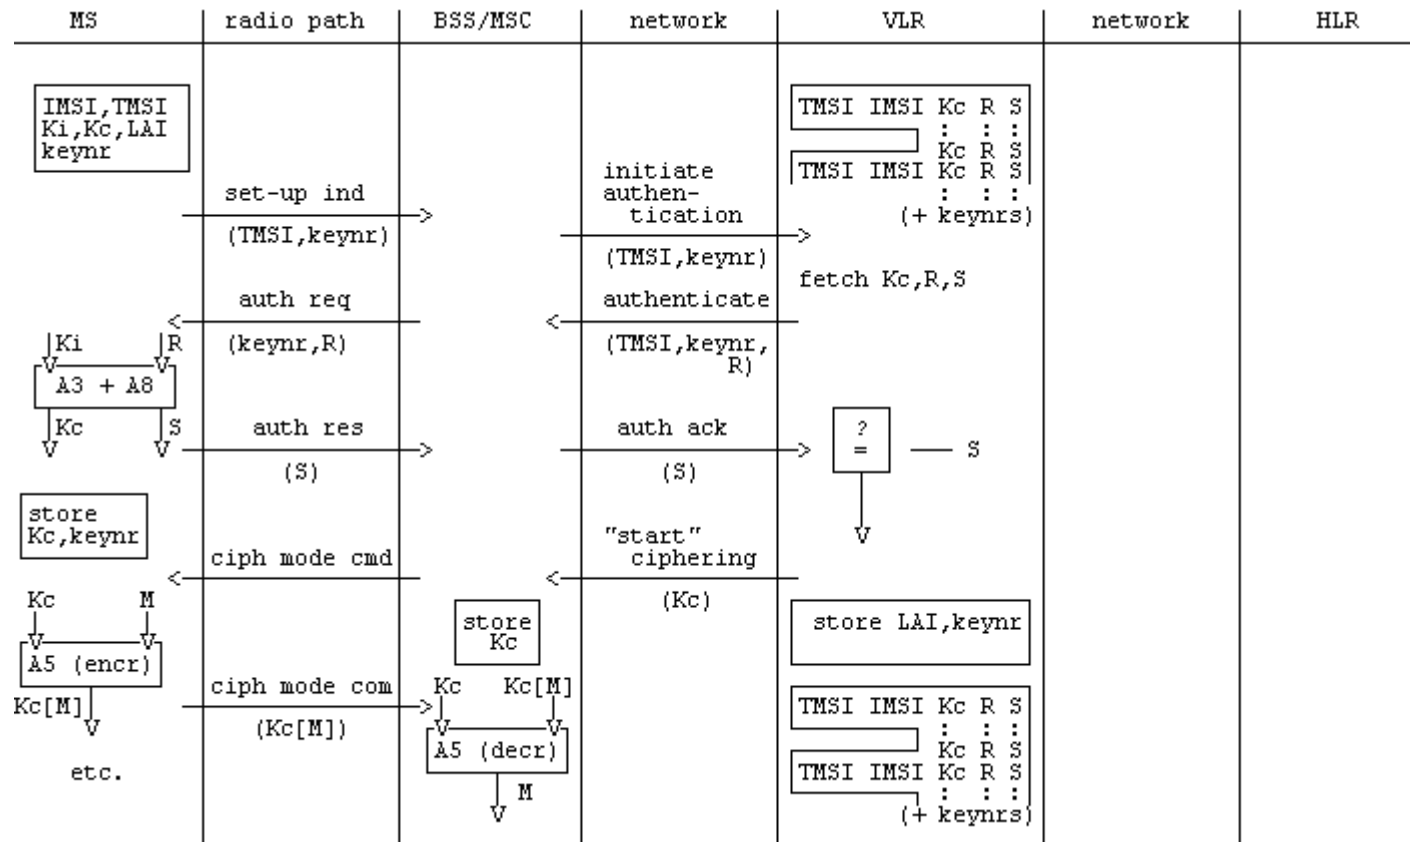 MS radio path BSS/MSC network VLR network HLR
IMSI,TMSI
Ki,Kc,LAI
keynr
TMSI IMSI Kc R S
: : :
Kc R S
TMSI IMSI Kc R S
: : :
(+ keynrs)
set-up ind
(TMSI,keynr)
initiate
authen-
tication
(TMSI,keynr)
fetch Kc,R,S
auth req
(keynr,R)
authenticate
(TMSI,keynr,
R)
Ki R
A3 + A8
Kc S
auth res
(S)
auth ack
(S)
?
=
S
store
Kc,keynr
ciph mode cmd
"start"
ciphering
(Kc)
Kc M
A5 (encr)
Kc[M]
etc.
store
Kc
store LAI,keynr
ciph mode com
(Kc[M])
Kc Kc[M]
A5 (decr)
M
TMSI IMSI Kc R S
: : :
Kc R S
TMSI IMSI Kc R S
: : :
(+ keynrs)